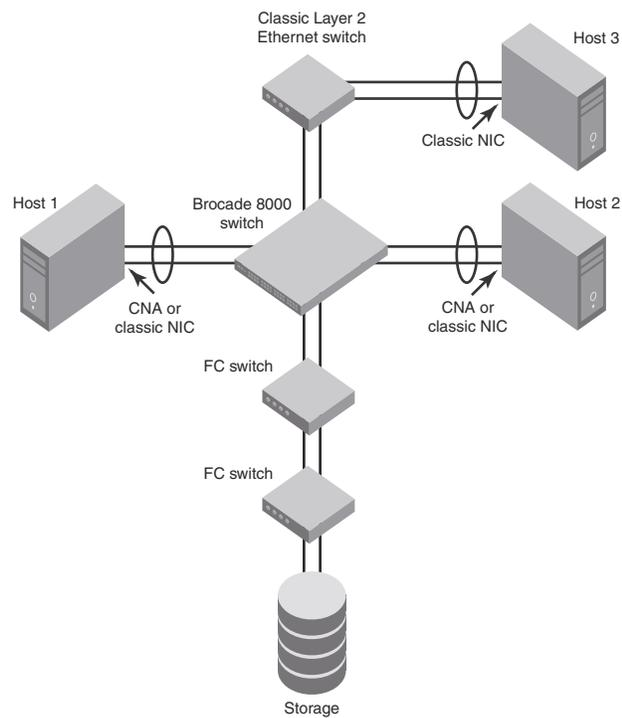 Classic Layer 2
Ethernet switch
Host 3
Classic NIC
Host 1
Brocade 8000
switch
Host 2
CNA or
classic NIC
CNA or
classic NIC
FC switch
FC switch
Storage